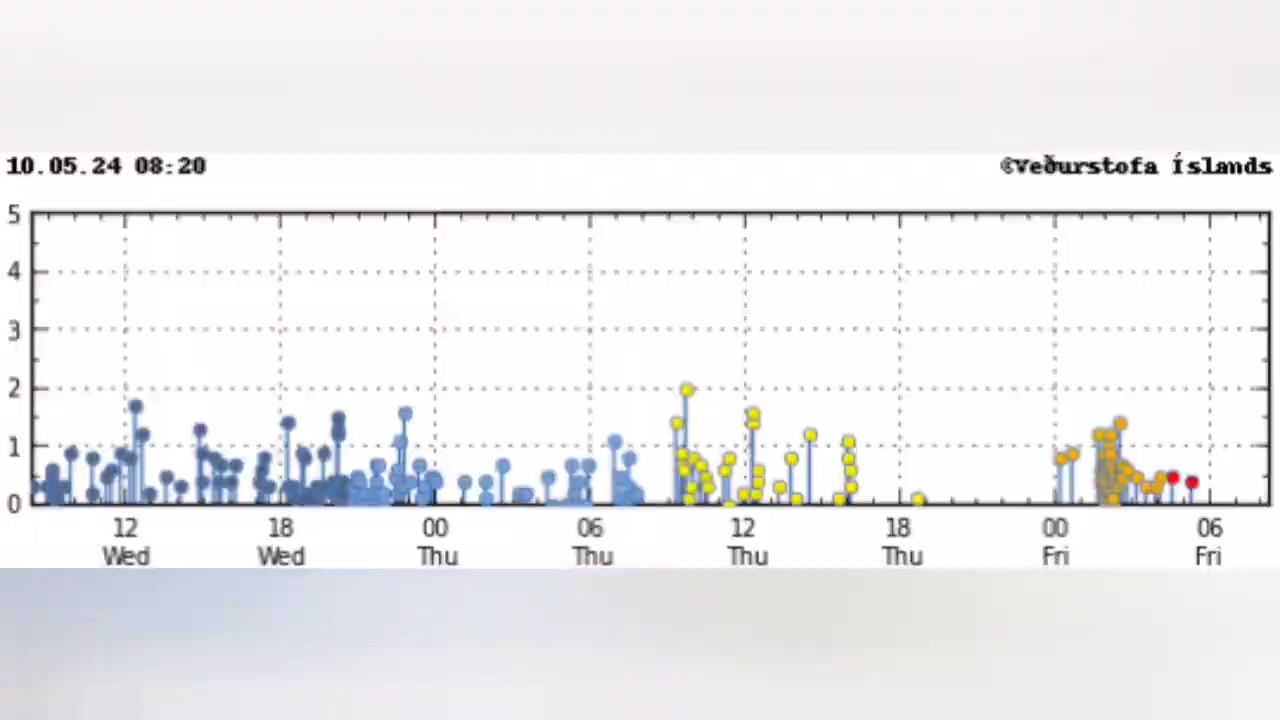 10.05.24 08:20 ©Veðurstofa Íslands
5
4
3
2
1
0
12 18 00 06 12 18 00 06
Wed Wed Thu Thu Thu Thu Fri Fri